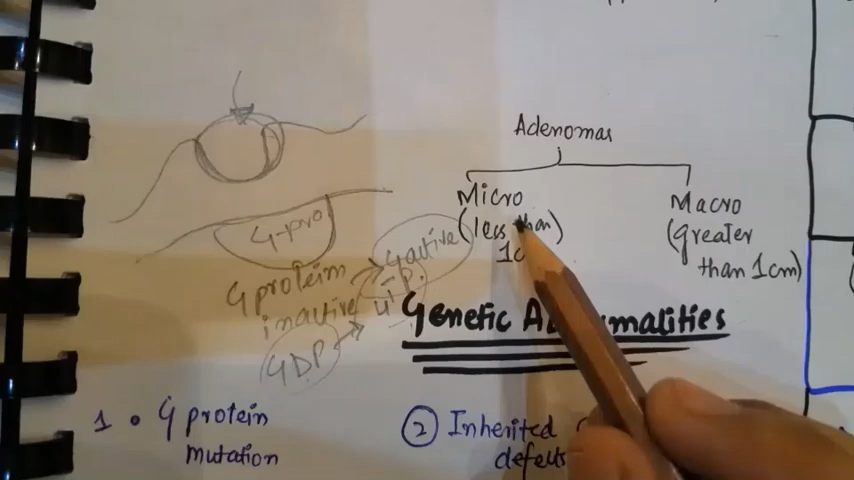 Adenomas
Micro
(less than
Macro
(greater
than 1cm)
G-pro
G protein
inactive
GDP
G active
GTP
Genetic
1 • G protein
mutation
② Inherited
defects